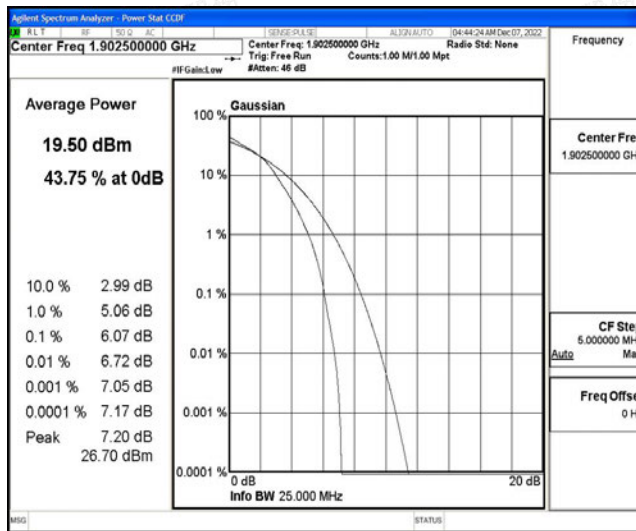 Agilent Spectrum Analyzer - Power Stat CCDF
RLT RF 50 Ω AC SENSE:PULSE ALIGN AUTO 04:44:24 AM Dec 07, 2022
Center Freq 1.902500000 GHz
Center Freq: 1.902500000 GHz
Radio Std: None
Trig: Free Run
Counts:1.00 M/1.00 Mpt
#IFGain:Low
#Atten: 46 dB
Frequency
Average Power
19.50 dBm
43.75 % at 0dB
10.0 % 2.99 dB
1.0 % 5.06 dB
0.1 % 6.07 dB
0.01 % 6.72 dB
0.001 % 7.05 dB
0.0001 % 7.17 dB
Peak 7.20 dB
26.70 dBm
Gaussian
100 %
10 %
1 %
0.1 %
0.01 %
0.001 %
0.0001 %
0 dB
20 dB
Info BW 25.000 MHz
Center Fre
1.902500000 GH
CF Ste
5.000000 MH
Auto Ma
Freq Offse
0 H
MSG
STATUS